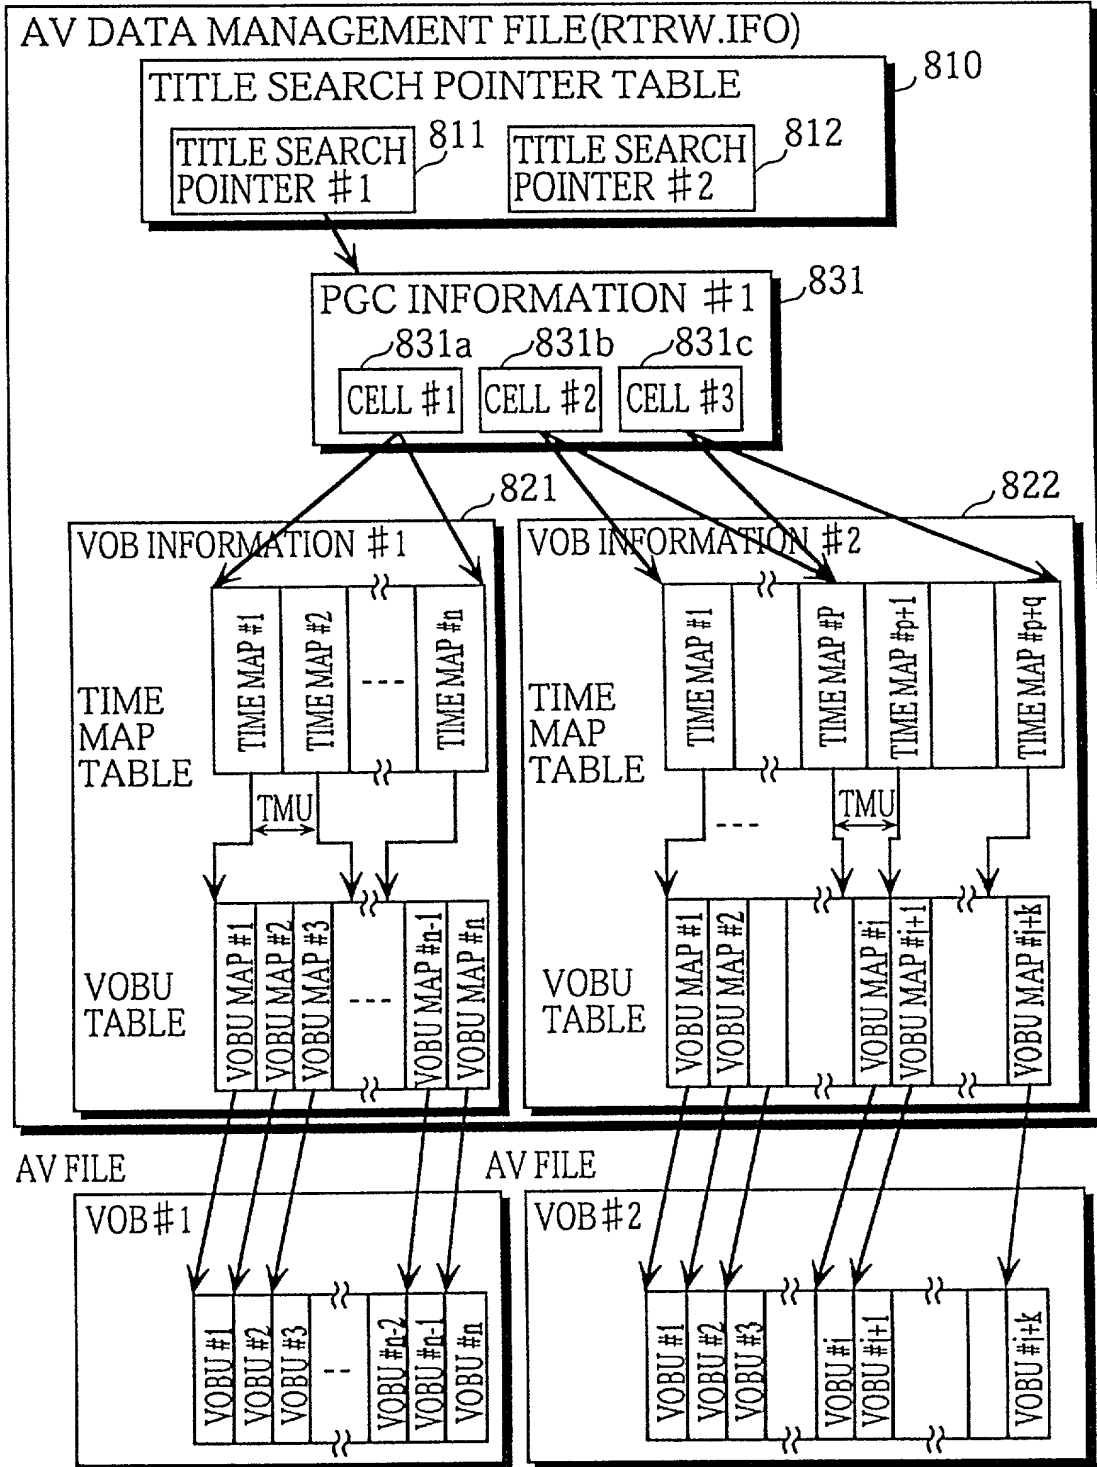 AV DATA MANAGEMENT FILE(RTRW.IFO)
810
TITLE SEARCH POINTER TABLE
811
812
TITLE SEARCH
POINTER #1
TITLE SEARCH
POINTER #2
831
PGC INFORMATION #1
831a
831b
831c
CELL #1
CELL #2
CELL #3
821
822
VOB INFORMATION #1
VOB INFORMATION #2
TIME
MAP
TABLE
TIME MAP #1
TIME MAP #2
---
TIME MAP #n
TIME
MAP
TABLE
TIME MAP #1
TIME MAP #P
TIME MAP #p+1
TIME MAP #p+q
TMU
---
TMU
VOBU
TABLE
VOBU MAP #1
VOBU MAP #2
VOBU MAP #3
---
VOBU MAP #n-1
VOBU MAP #n
VOBU
TABLE
VOBU MAP #1
VOBU MAP #2
VOBU MAP #i
VOBU MAP #i+1
VOBU MAP #i+k
AV FILE
AV FILE
VOB#1
VOB#2
VOBU #1
VOBU #2
VOBU #3
--
VOBU #n-2
VOBU #n-1
VOBU #n
VOBU #1
VOBU #2
VOBU #3
VOBU #i
VOBU #i+1
VOBU #i+k